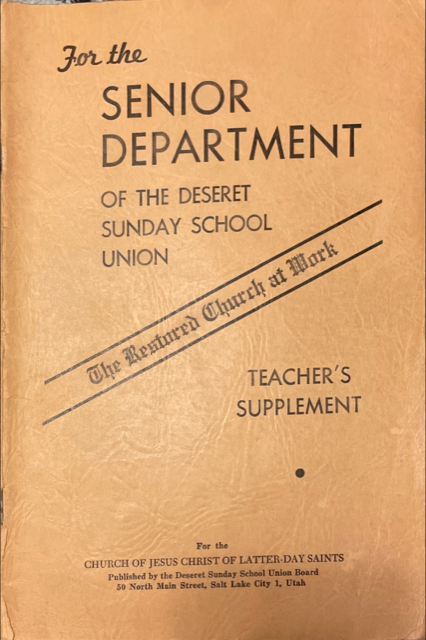 For the
SENIOR
DEPARTMENT
OF THE DESERET
SUNDAY SCHOOL
UNION
The Restored Church at Work
TEACHER'S
SUPPLEMENT
For the
CHURCH OF JESUS CHRIST OF LATTER-DAY SAINTS
Published by the Deseret Sunday School Union Board
50 North Main Street, Salt Lake City 1, Utah